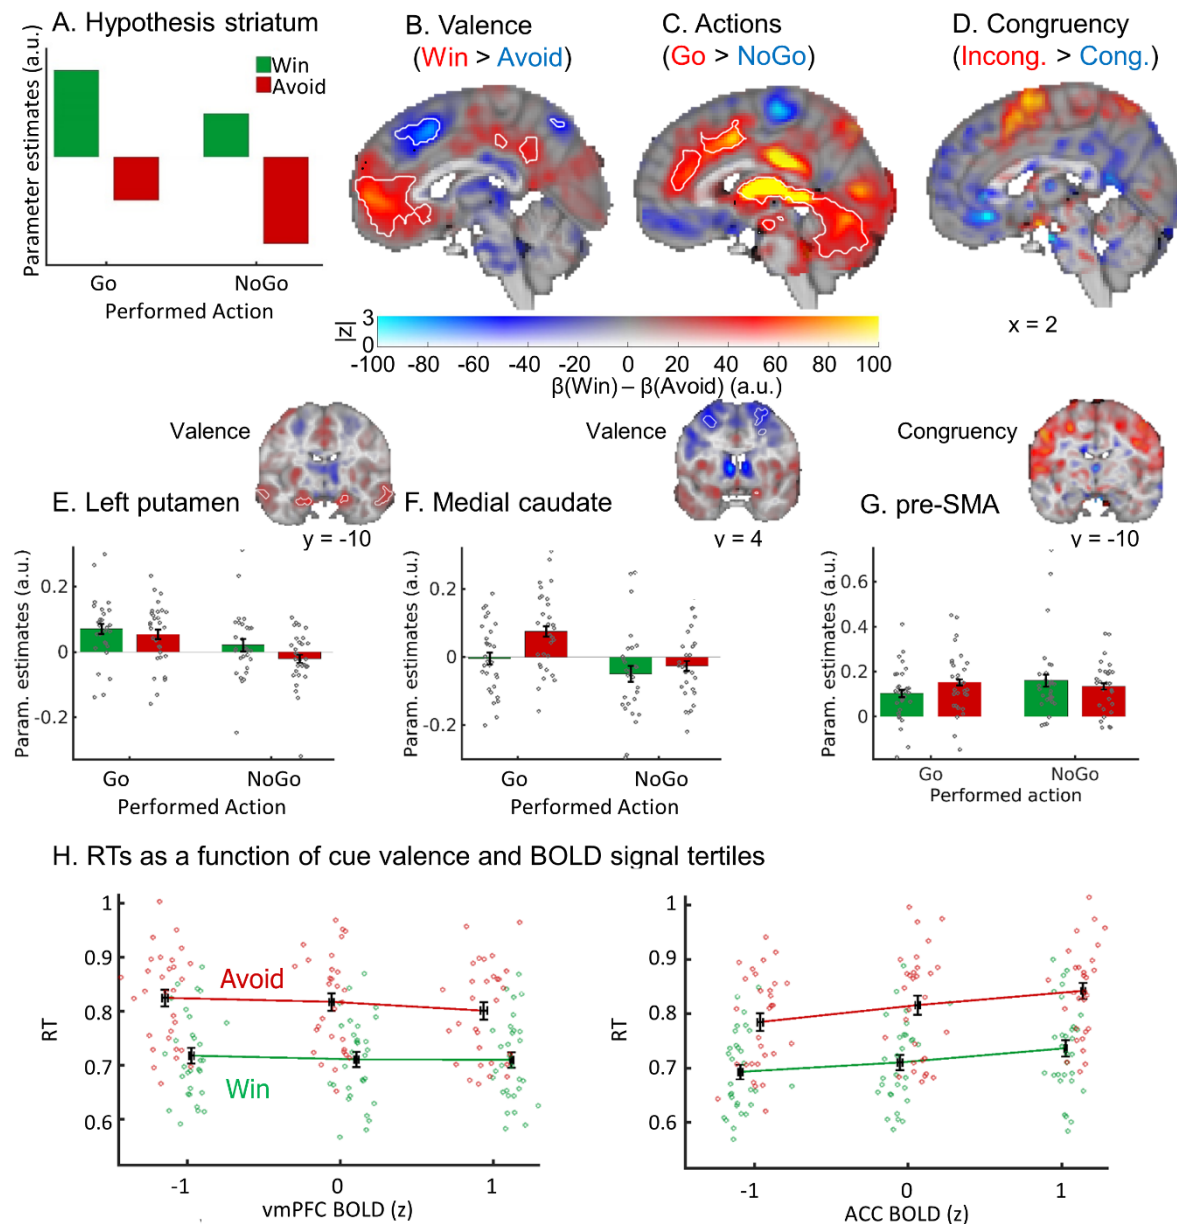 A. Hypothesis striatum
B. Valence
(Win > Avoid)
C. Actions
(Go > NoGo)
D. Congruency
(Incong. > Cong.)
Parameter estimates (a.u.)
Win
Avoid
Go
NoGo
Performed Action
|z|
3
0
-100 -80 -60 -40 -20 0 20 40 60 80 100
β(Win) – β(Avoid) (a.u.)
x = 2
Valence
y = -10
Valence
y = 4
Congruency
y = -10
E. Left putamen
Param. estimates (a.u.)
0.2
0
-0.2
Go
NoGo
Performed Action
F. Medial caudate
Param. estimates (a.u.)
0.2
0
-0.2
Go
NoGo
Performed Action
G. pre-SMA
Param. estimates (a.u.)
0.6
0.4
0.2
0
Go
NoGo
Performed action
H. RTs as a function of cue valence and BOLD signal tertiles
RT
1
0.9
0.8
0.7
0.6
Avoid
Win
-1 0 1
vmPFC BOLD (z)
RT
1
0.9
0.8
0.7
0.6
-1 0 1
ACC BOLD (z)